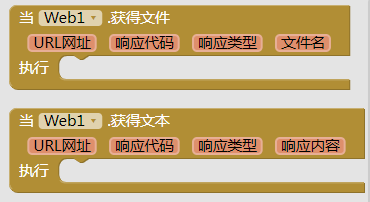 当 Web1 .获得文件
URL网址 响应代码 响应类型 文件名
执行
当 Web1 .获得文本
URL网址 响应代码 响应类型 响应内容
执行